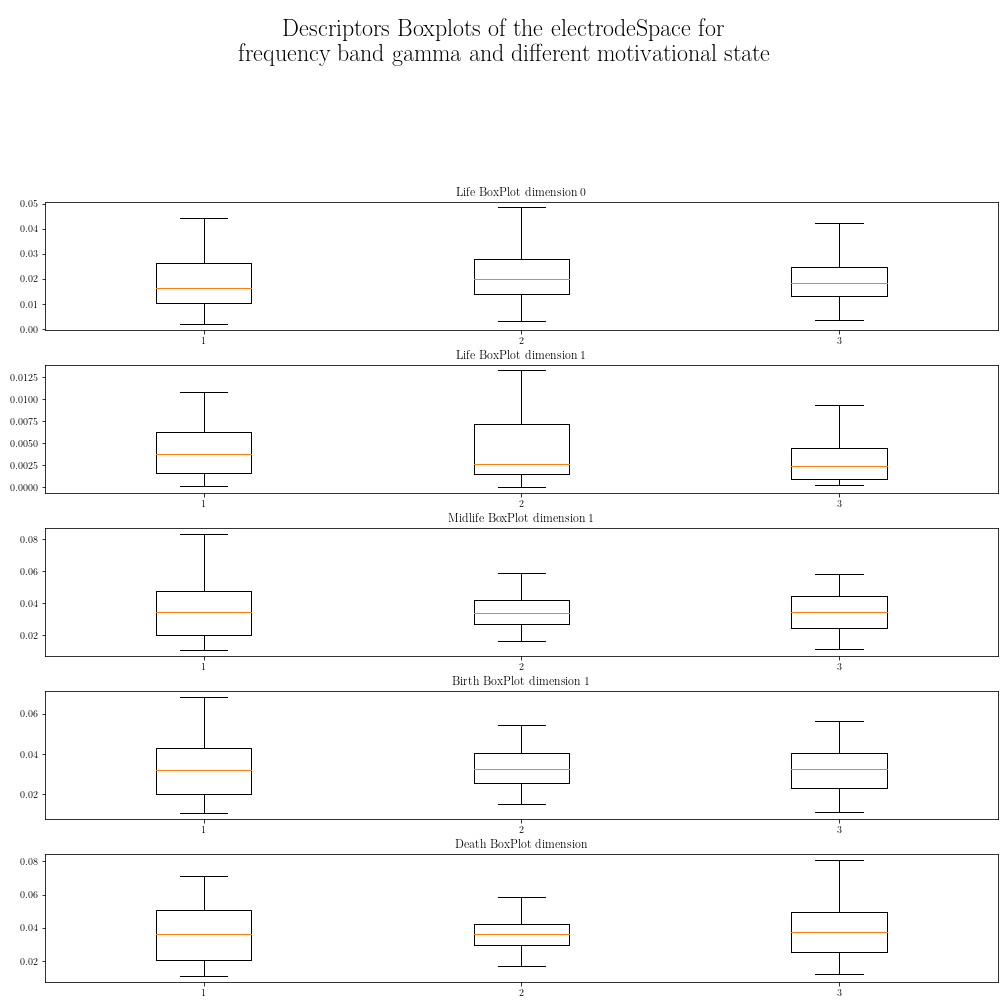 Descriptors Boxplots of the electrodeSpace for
frequency band gamma and different motivational state
Life BoxPlot dimension 0
0.05
0.04
0.03
0.02
0.01
0.00
1 2 3
Life BoxPlot dimension 1
0.0125
0.0100
0.0075
0.0050
0.0025
0.0000
1 2 3
Midlife BoxPlot dimension 1
0.08
0.06
0.04
0.02
1 2 3
Birth BoxPlot dimension 1
0.06
0.04
0.02
1 2 3
Death BoxPlot dimension
0.08
0.06
0.04
0.02
1 2 3